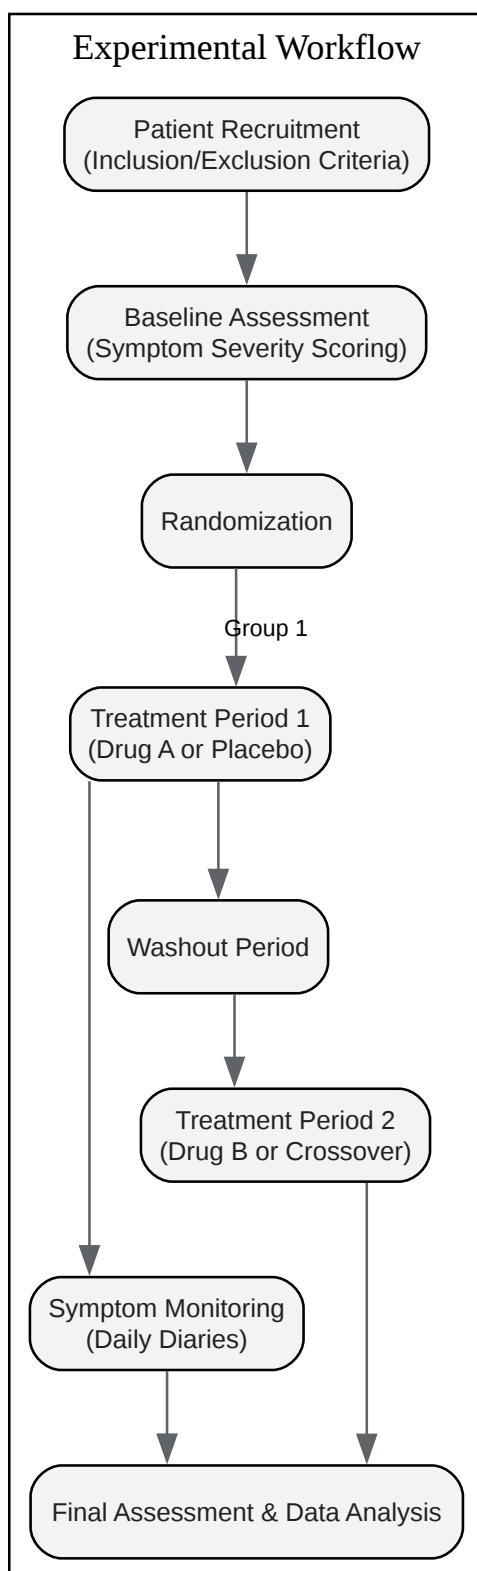 Experimental Workflow
Patient Recruitment
(Inclusion/Exclusion Criteria)
Baseline Assessment
(Symptom Severity Scoring)
Randomization
Group 1
Treatment Period 1
(Drug A or Placebo)
Washout Period
Treatment Period 2
(Drug B or Crossover)
Symptom Monitoring
(Daily Diaries)
Final Assessment & Data Analysis